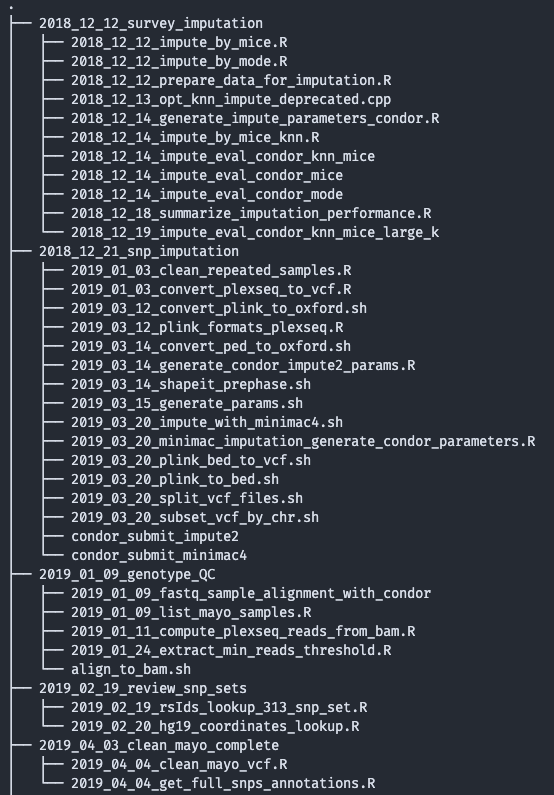 .
├── 2018_12_12_survey_imputation
│   ├── 2018_12_12_impute_by_mice.R
│   ├── 2018_12_12_impute_by_mode.R
│   ├── 2018_12_12_prepare_data_for_imputation.R
│   ├── 2018_12_13_opt_knn_impute_deprecated.cpp
│   ├── 2018_12_14_generate_impute_parameters_condor.R
│   ├── 2018_12_14_impute_by_mice_knn.R
│   ├── 2018_12_14_impute_eval_condor_knn_mice
│   ├── 2018_12_14_impute_eval_condor_mice
│   ├── 2018_12_14_impute_eval_condor_mode
│   ├── 2018_12_18_summarize_imputation_performance.R
│   └── 2018_12_19_impute_eval_condor_knn_mice_large_k
├── 2018_12_21_snp_imputation
│   ├── 2019_01_03_clean_repeated_samples.R
│   ├── 2019_01_03_convert_plexseq_to_vcf.R
│   ├── 2019_03_12_convert_plink_to_oxford.sh
│   ├── 2019_03_12_plink_formats_plexseq.R
│   ├── 2019_03_14_convert_ped_to_oxford.sh
│   ├── 2019_03_14_generate_condor_impute2_params.R
│   ├── 2019_03_14_shapeit_prephase.sh
│   ├── 2019_03_15_generate_params.sh
│   ├── 2019_03_20_impute_with_minimac4.sh
│   ├── 2019_03_20_minimac_imputation_generate_condor_parameters.R
│   ├── 2019_03_20_plink_bed_to_vcf.sh
│   ├── 2019_03_20_plink_to_bed.sh
│   ├── 2019_03_20_split_vcf_files.sh
│   ├── 2019_03_20_subset_vcf_by_chr.sh
│   ├── condor_submit_impute2
│   └── condor_submit_minimac4
├── 2019_01_09_genotype_QC
│   ├── 2019_01_09_fastq_sample_alignment_with_condor
│   ├── 2019_01_09_list_mayo_samples.R
│   ├── 2019_01_11_compute_plexseq_reads_from_bam.R
│   ├── 2019_01_24_extract_min_reads_threshold.R
│   └── align_to_bam.sh
├── 2019_02_19_review_snp_sets
│   ├── 2019_02_19_rsIds_lookup_313_snp_set.R
│   └── 2019_02_20_hg19_coordinates_lookup.R
├── 2019_04_03_clean_mayo_complete
│   ├── 2019_04_04_clean_mayo_vcf.R
│   └── 2019_04_04_get_full_snps_annotations.R